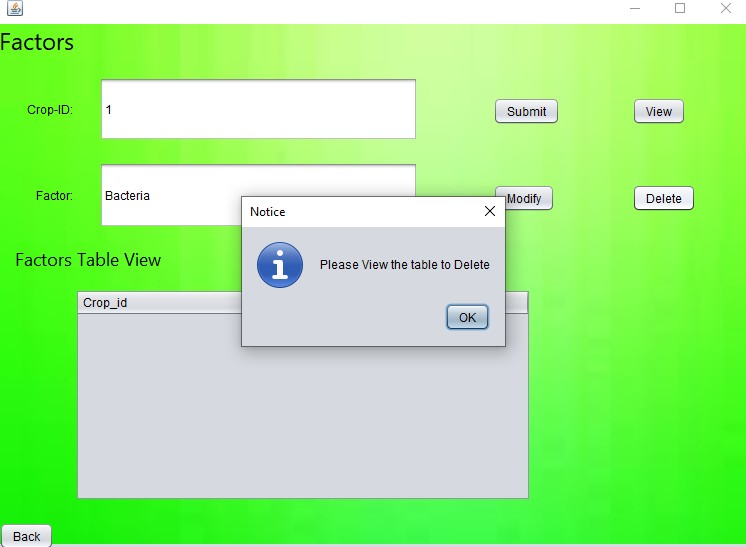 Factors
Crop-ID:
1
Submit
View
Factor:
Bacteria
Modify
Delete
Notice
Please View the table to Delete
OK
Factors Table View
Crop_id
Back